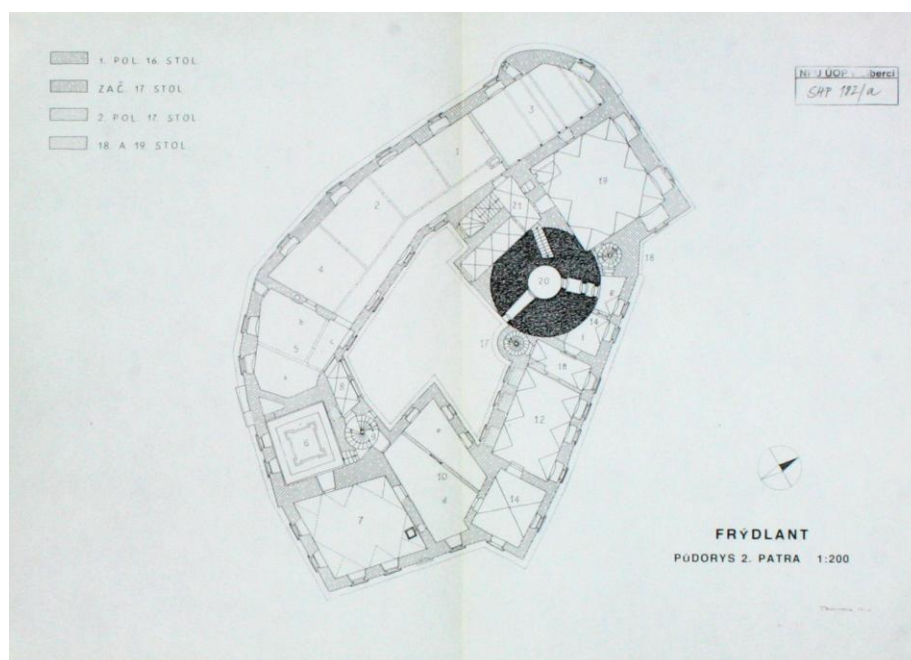 1. POL. 16. STOL.
ZAČ. 17 STOL.
2. POL. 17. STOL.
18. A 19. STOL.
SHP 182/a
1
2
3
4
b
5
c
a
6
7
8
e
10
d
12
14
17
18
14
f
g
18
19
20
21
FRÝDLANT
PŮDORYS 2. PATRA 1:200